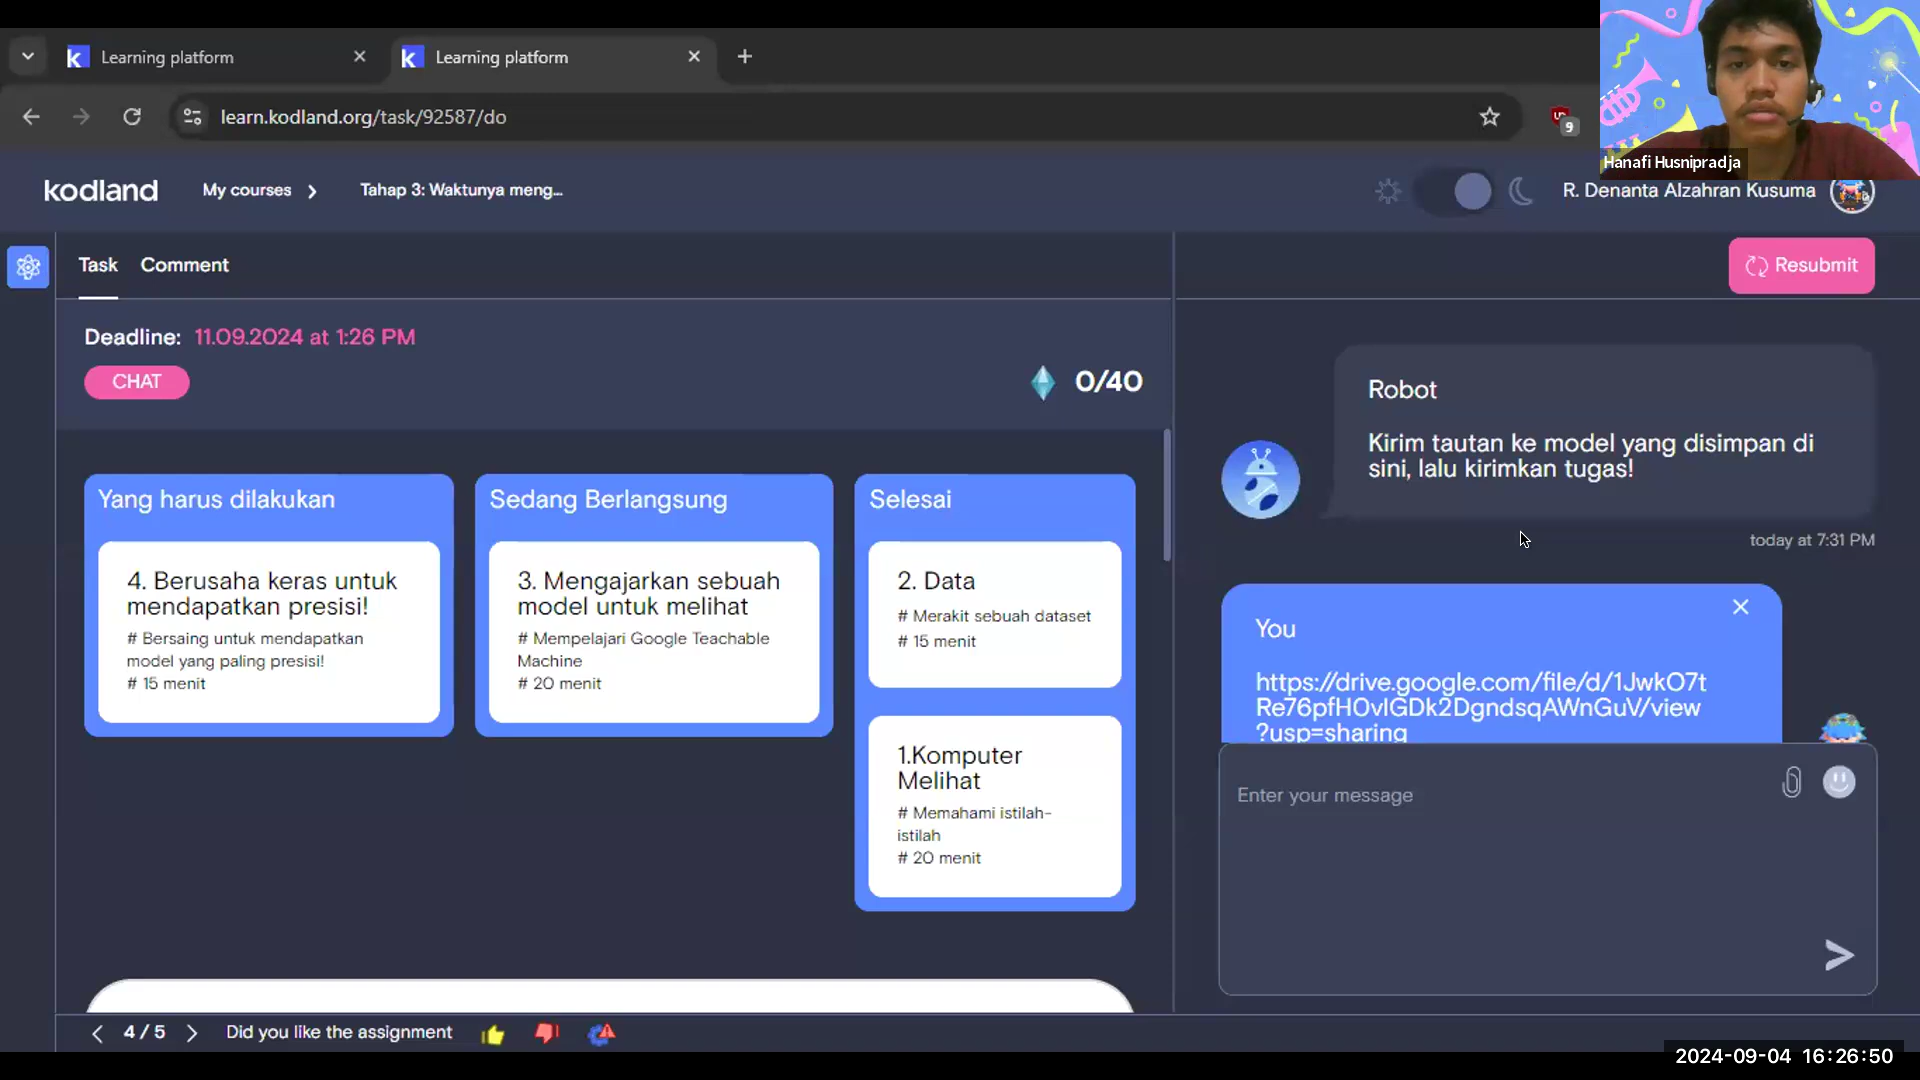 Learning platform
Learning platform
learn.kodland.org/task/92587/do
9
Hanafi Husnipradja
kodland
My courses
Tahap 3: Waktunya meng...
R. Denanta Alzahran Kusuma
Task
Comment
Resubmit
Deadline: 11.09.2024 at 1:26 PM
CHAT
0/40
Yang harus dilakukan
4. Berusaha keras untuk
mendapatkan presisi!
# Bersaing untuk mendapatkan
model yang paling presisi!
# 15 menit
Sedang Berlangsung
3. Mengajarkan sebuah
model untuk melihat
# Mempelajari Google Teachable
Machine
# 20 menit
Selesai
2. Data
# Merakit sebuah dataset
# 15 menit
1.Komputer
Melihat
# Memahami istilah-
istilah
# 20 menit
Robot
Kirim tautan ke model yang disimpan di
sini, lalu kirimkan tugas!
today at 7:31 PM
You
https://drive.google.com/file/d/1JwkO7t
Re76pfHOvlGDk2DgndsqAWnGuV/view
?usp=sharing
Enter your message
4 / 5
Did you like the assignment
2024-09-04 16:26:50